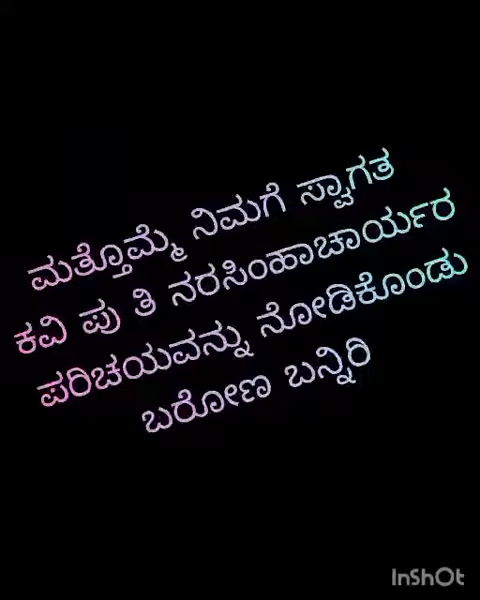 ಮತ್ತೊಮ್ಮೆ ನಿಮಗೆ ಸ್ವಾಗತ
ಕವಿ ಪು ತಿ ನರಸಿಂಹಾಚಾರ್ಯರ
ಪರಿಚಯವನ್ನು ನೋಡಿಕೊಂಡು
ಬರೋಣ ಬನ್ನಿರಿ
InShOt